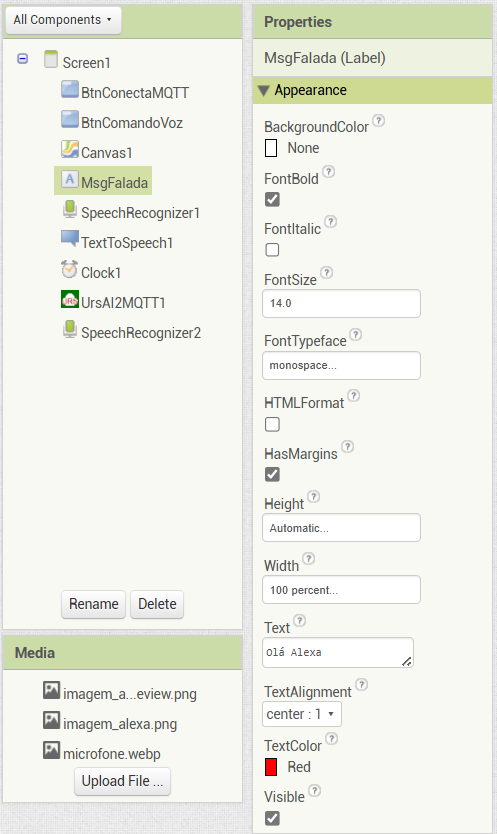 All Components
Screen1
BtnConectaMQTT
BtnComandoVoz
Canvas1
A MsgFalada
SpeechRecognizer1
TextToSpeech1
Clock1
UrsAI2MQTT1
SpeechRecognizer2
Rename Delete
Media
imagem_a...eview.png
imagem_alexa.png
microfone.webp
Upload File ...
Properties
MsgFalada (Label)
Appearance
BackgroundColor ?
None
FontBold ?
FontItalic ?
FontSize ?
14.0
FontTypeface ?
monospace...
HTMLFormat ?
HasMargins ?
Height ?
Automatic...
Width ?
100 percent...
Text ?
Olá Alexa
TextAlignment ?
center : 1
TextColor ?
Red
Visible ?